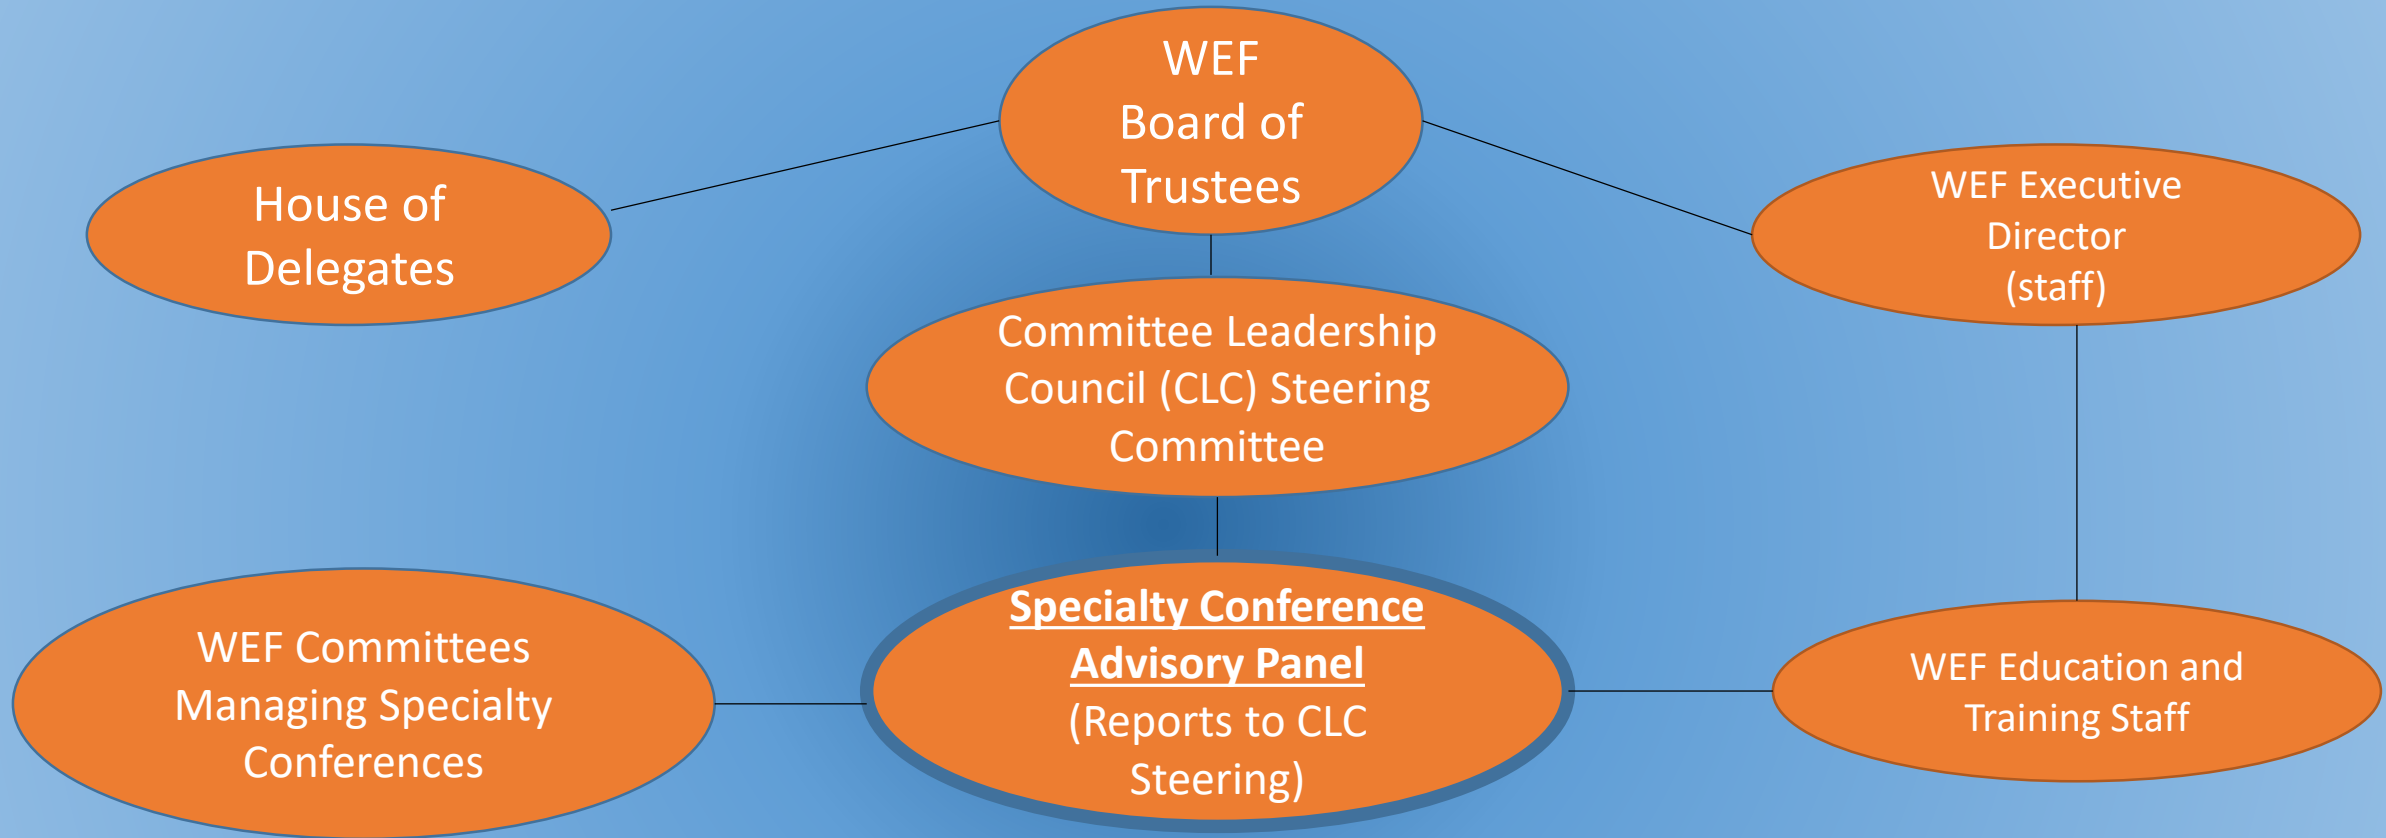 WEF
Board of
Trustees
House of
Delegates
WEF Executive
Director
(staff)
Committee Leadership
Council (CLC) Steering
Committee
WEF Committees
Managing Specialty
Conferences
Specialty Conference
Advisory Panel
(Reports to CLC
Steering)
WEF Education and
Training Staff